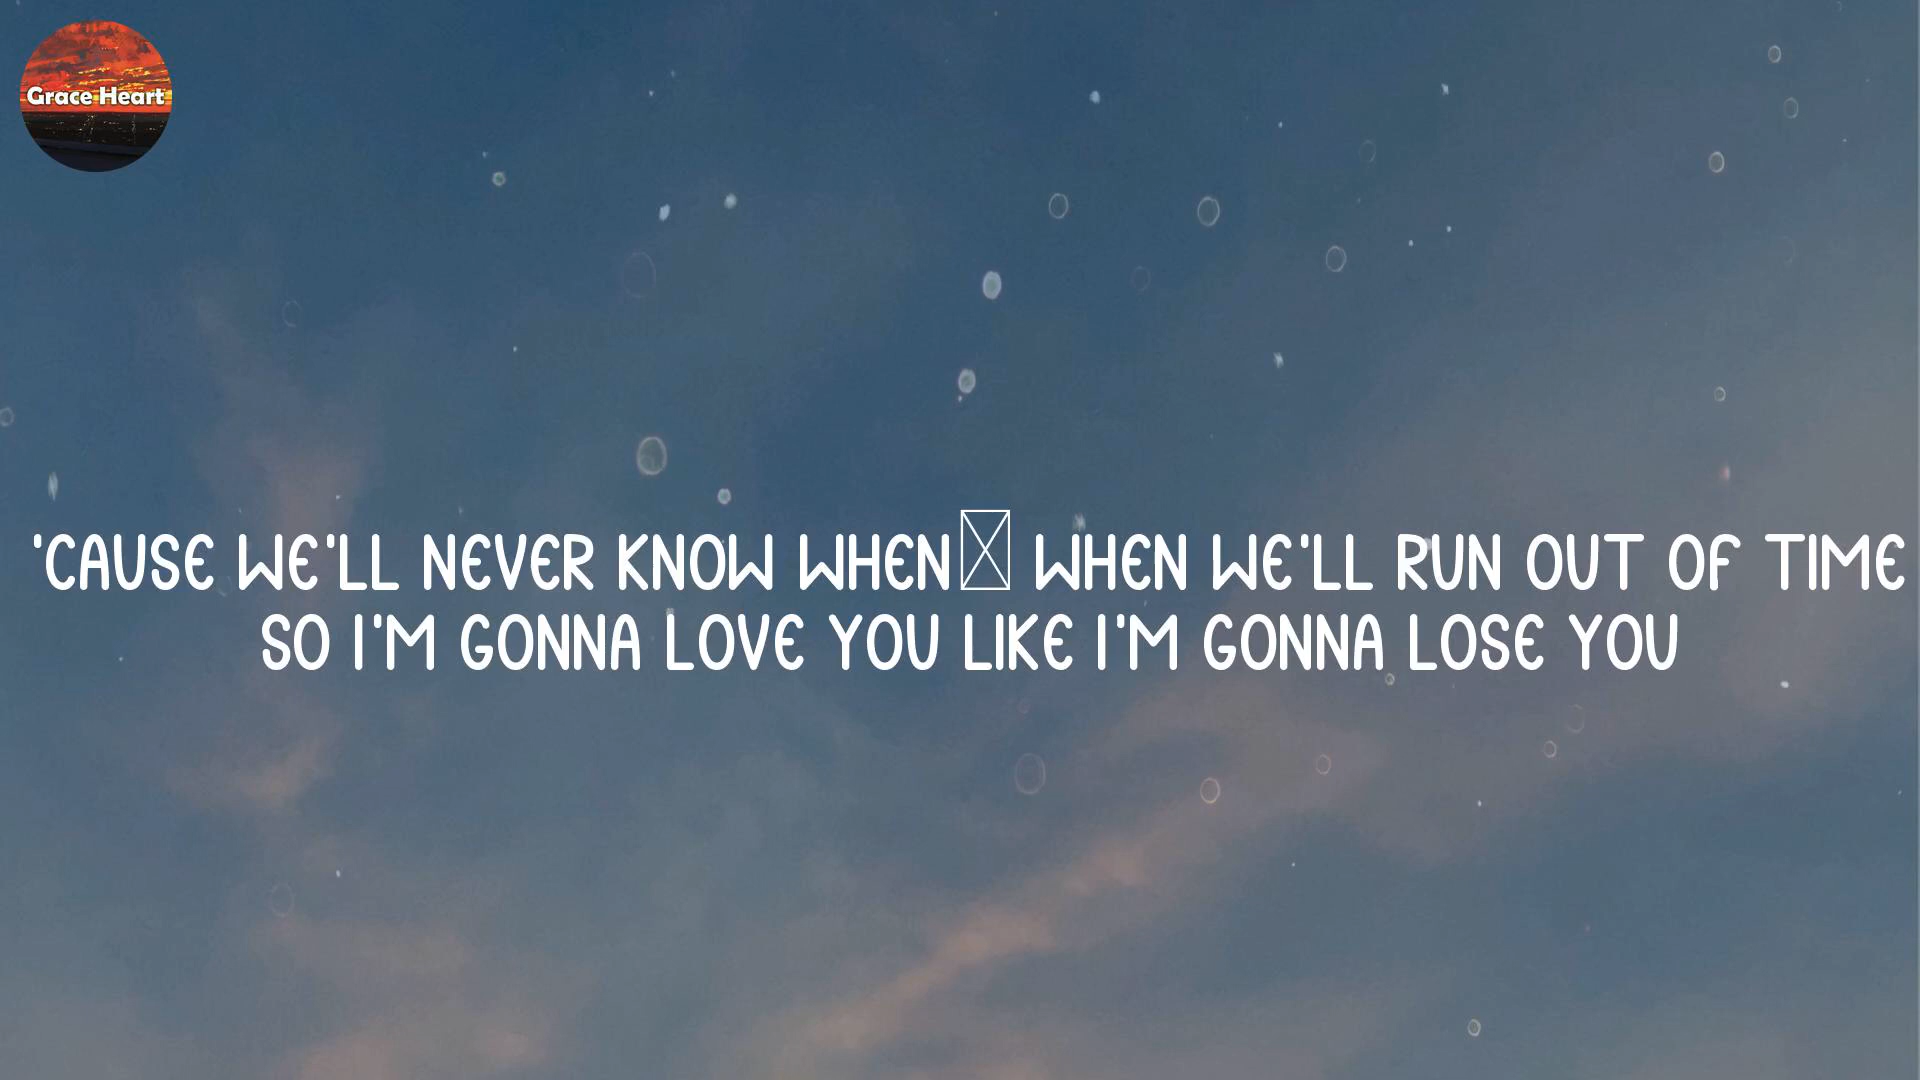 Grace Heart
'CAUSE WE'LL NEVER KNOW WHEN☒ WHEN WE'LL RUN OUT OF TIME
SO I'M GONNA LOVE YOU LIKE I'M GONNA LOSE YOU